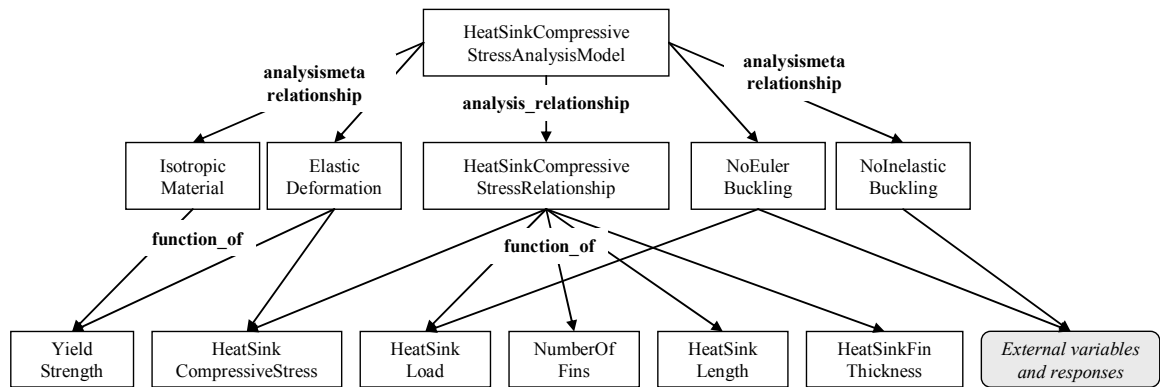 HeatSinkCompressive
StressAnalysisModel
analysismeta
relationship
analysis_relationship
analysismeta
relationship
Isotropic
Material
Elastic
Deformation
HeatSinkCompressive
StressRelationship
NoEuler
Buckling
NoInelastic
Buckling
function_of
function_of
Yield
Strength
HeatSink
CompressiveStress
HeatSink
Load
NumberOf
Fins
HeatSink
Length
HeatSinkFin
Thickness
External variables
and responses